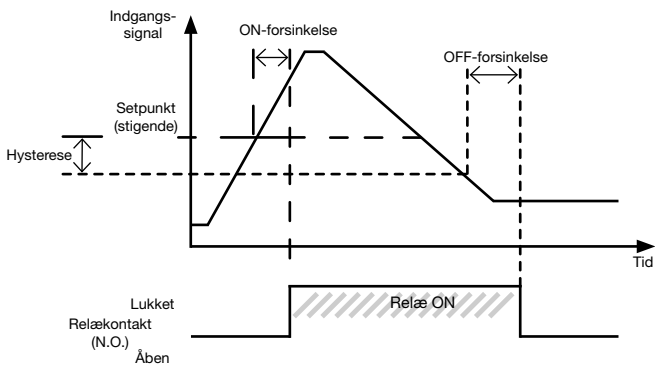 Indgangs-
signal
ON-forsinkelse
OFF-forsinkelse
Setpunkt
(stigende)
Hysterese
Tid
Lukket
Relækontakt
(N.O.)
Åben
Relæ ON